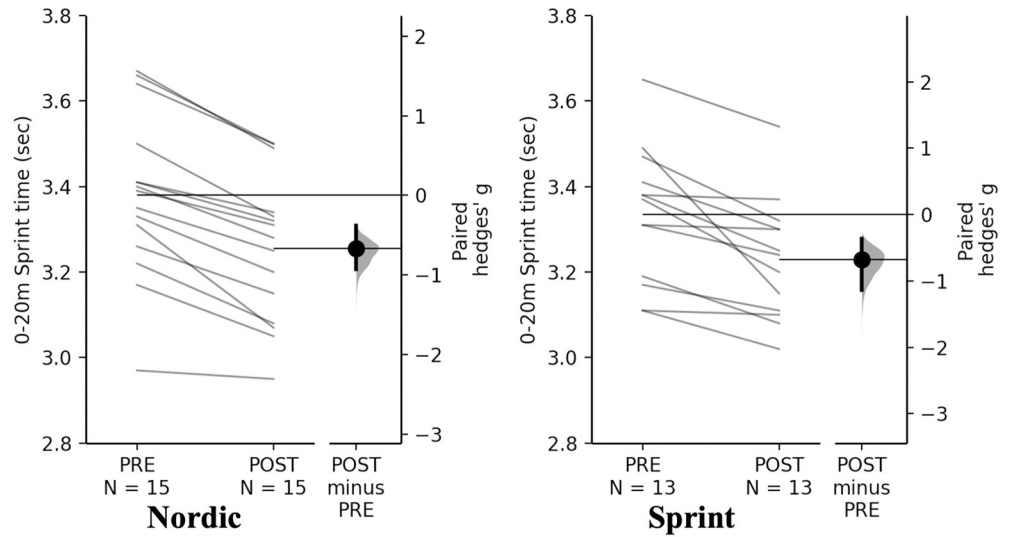 0-20m Sprint time (sec)
3.8
3.6
3.4
3.2
3.0
2.8
PRE
N = 15
POST
N = 15
POST
minus
PRE
2
1
0
−1
−2
−3
Paired
hedges' g
Nordic
0-20m Sprint time (sec)
3.8
3.6
3.4
3.2
3.0
2.8
PRE
N = 13
POST
N = 13
POST
minus
PRE
2
1
0
−1
−2
−3
Paired
hedges' g
Sprint